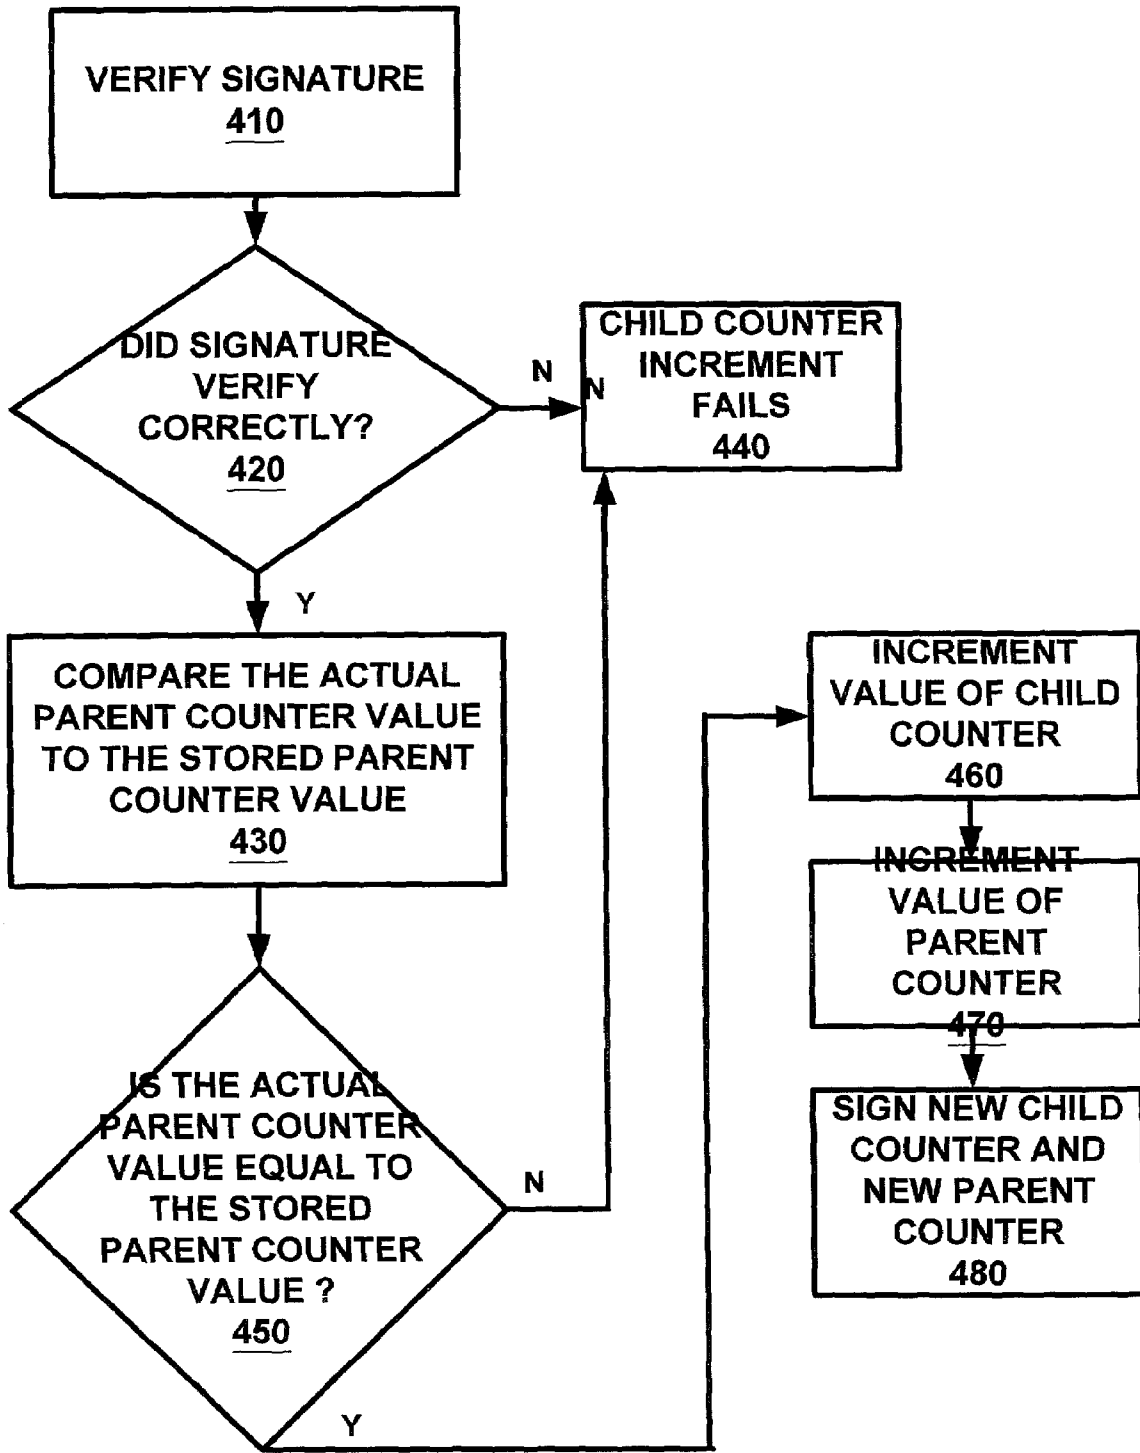 VERIFY SIGNATURE
410
DID SIGNATURE
VERIFY
CORRECTLY?
420
N
N
CHILD COUNTER
INCREMENT
FAILS
440
Y
COMPARE THE ACTUAL
PARENT COUNTER VALUE
TO THE STORED PARENT
COUNTER VALUE
430
IS THE ACTUAL
PARENT COUNTER
VALUE EQUAL TO
THE STORED
PARENT COUNTER
VALUE ?
450
N
Y
INCREMENT
VALUE OF CHILD
COUNTER
460
INCREMENT
VALUE OF
PARENT
COUNTER
470
SIGN NEW CHILD
COUNTER AND
NEW PARENT
COUNTER
480